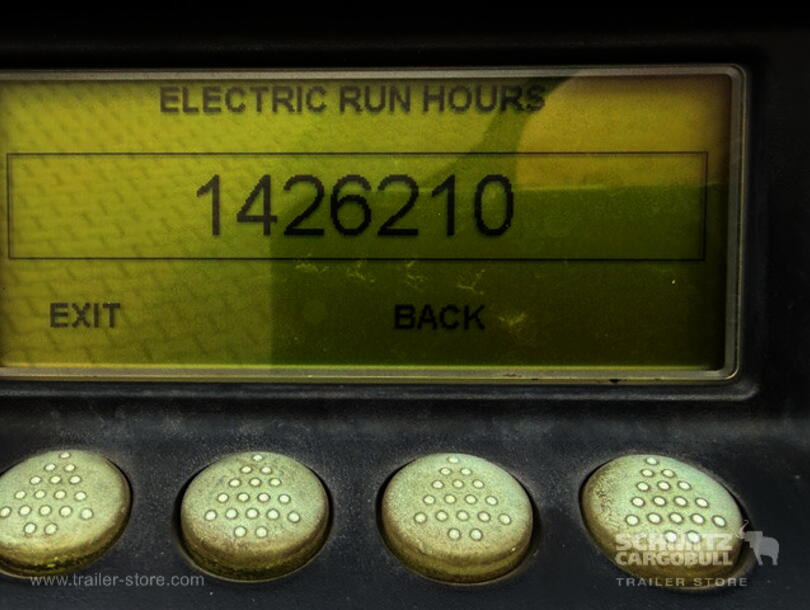 ELECTRIC RUN HOURS
1426210
EXIT BACK
SCHMITZ
CARGOBULL
www.trailer-store.com TRAILER STORE